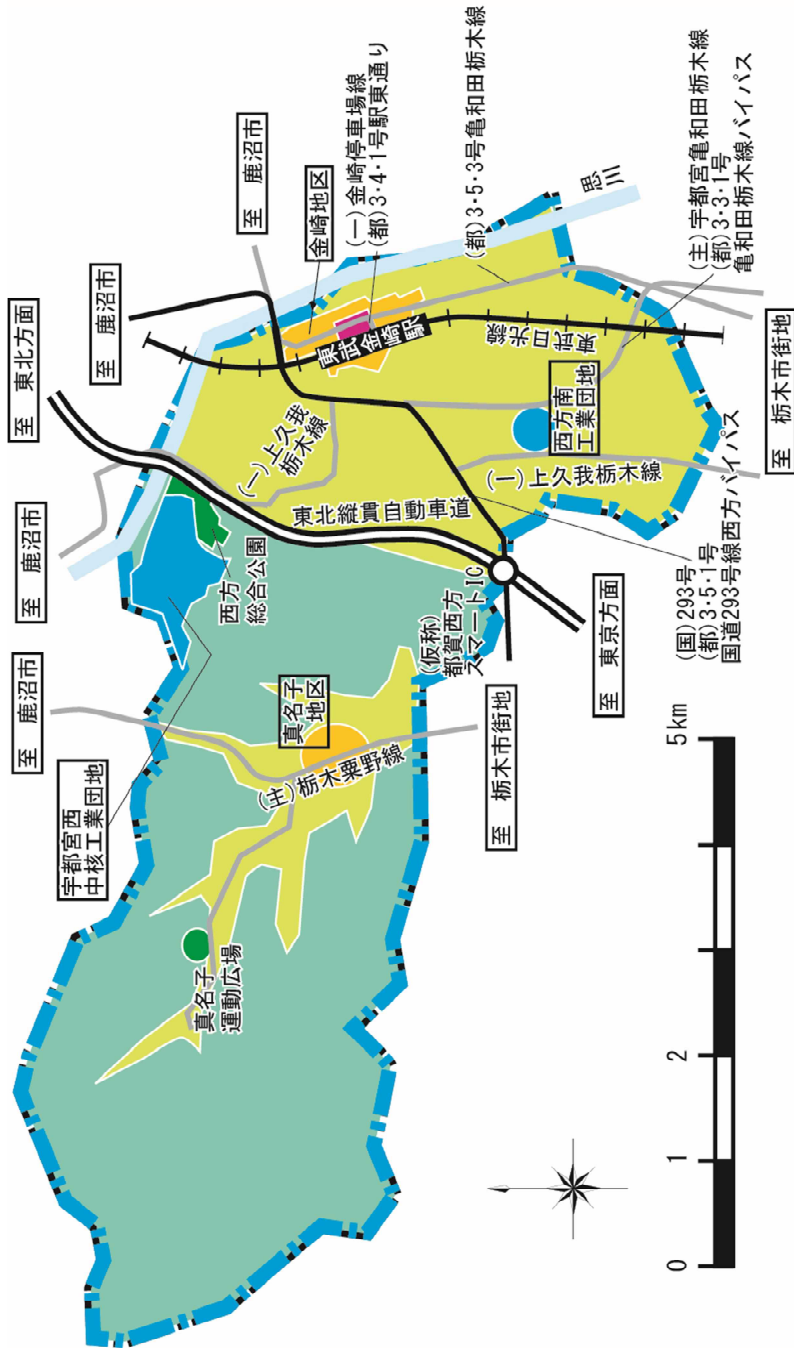 至 東北方面
至 鹿沼市
至 鹿沼市
至 鹿沼市
至 鹿沼市
宇都宮西
中核工業団地
西方
総合公園
真名子
運動広場
真名子
地区
(主)栃木粟野線
至 栃木市街地
(仮称)
都賀西方
スマートIC
至 東京方面
東北縦貫自動車道
(一)上久我
栃木線
東武金崎駅
金崎地区
(一)金崎停車場線
(都)3・4・1号駅東通り
(都)3・5・3号亀和田栃木線
思川
東武日光線
西方南
工業団地
(一)上久我栃木線
(主)宇都宮亀和田栃木線
(都)3・3・1号
亀和田栃木線バイパス
至 栃木市街地
(国)293号
(都)3・5・1号
国道293号線西方バイパス
0 1 2 5km